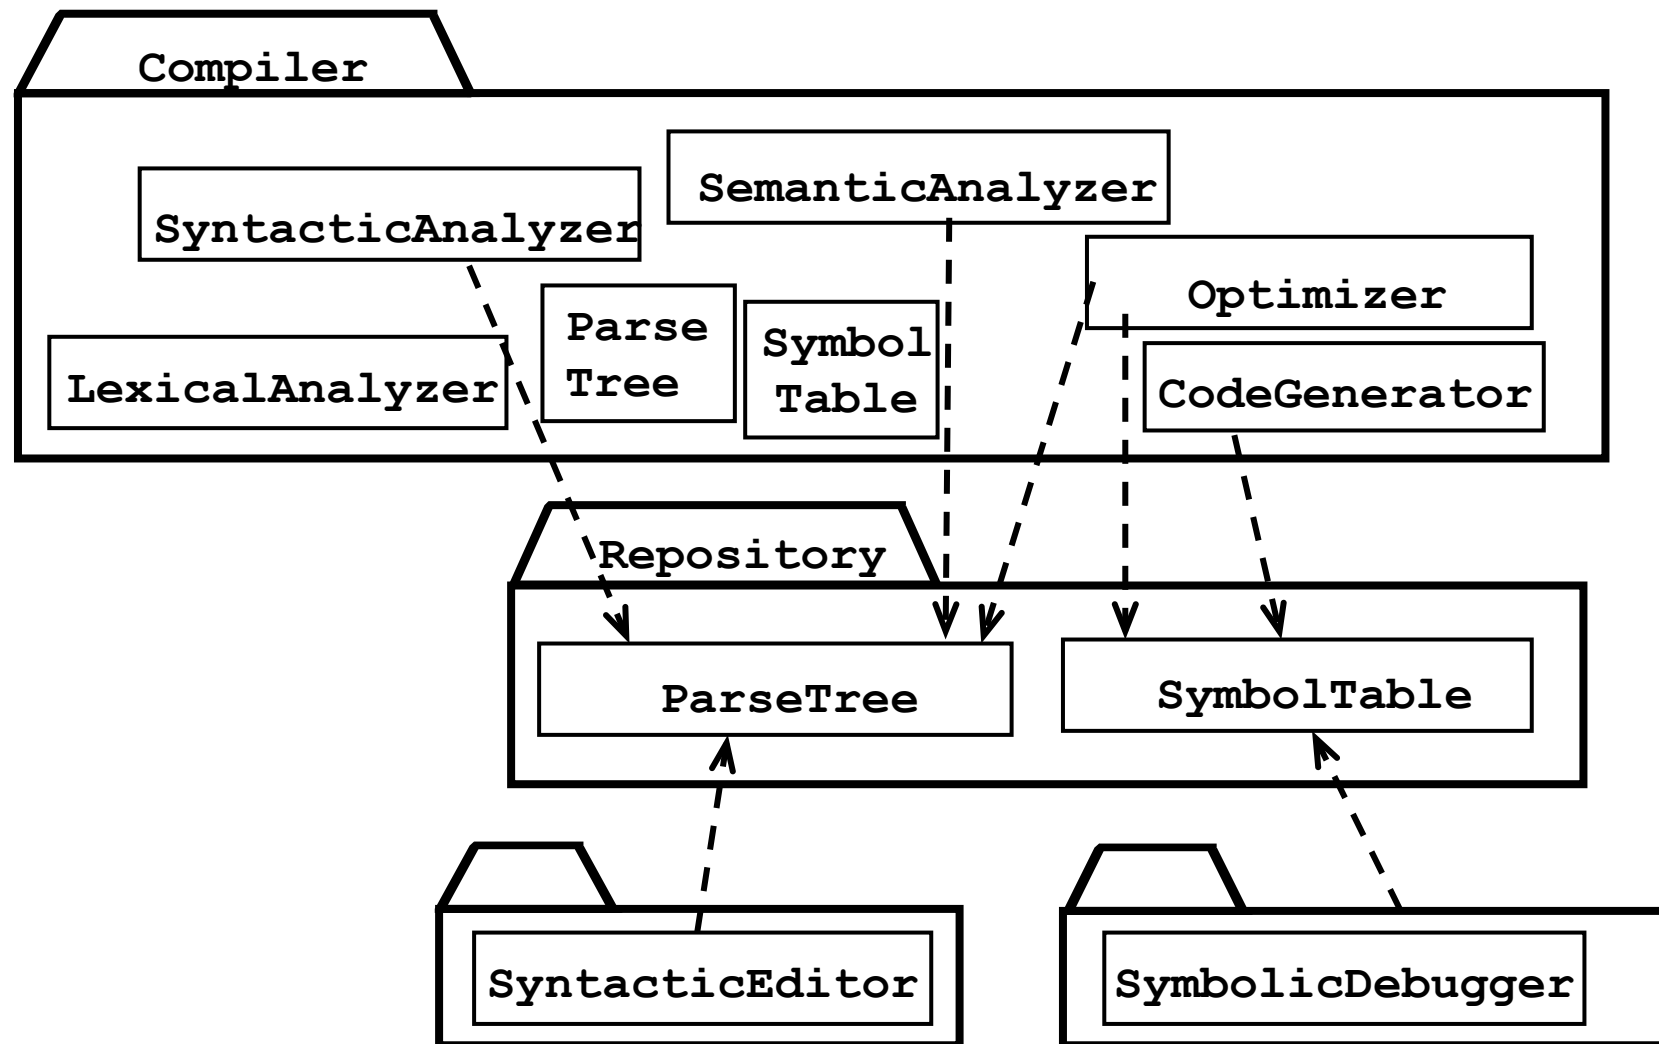 Compiler
SemanticAnalyzer
SyntacticAnalyzer
Optimizer
Parse
Tree
Symbol
Table
LexicalAnalyzer
CodeGenerator
Repository
ParseTree
SymbolTable
SyntacticEditor
SymbolicDebugger